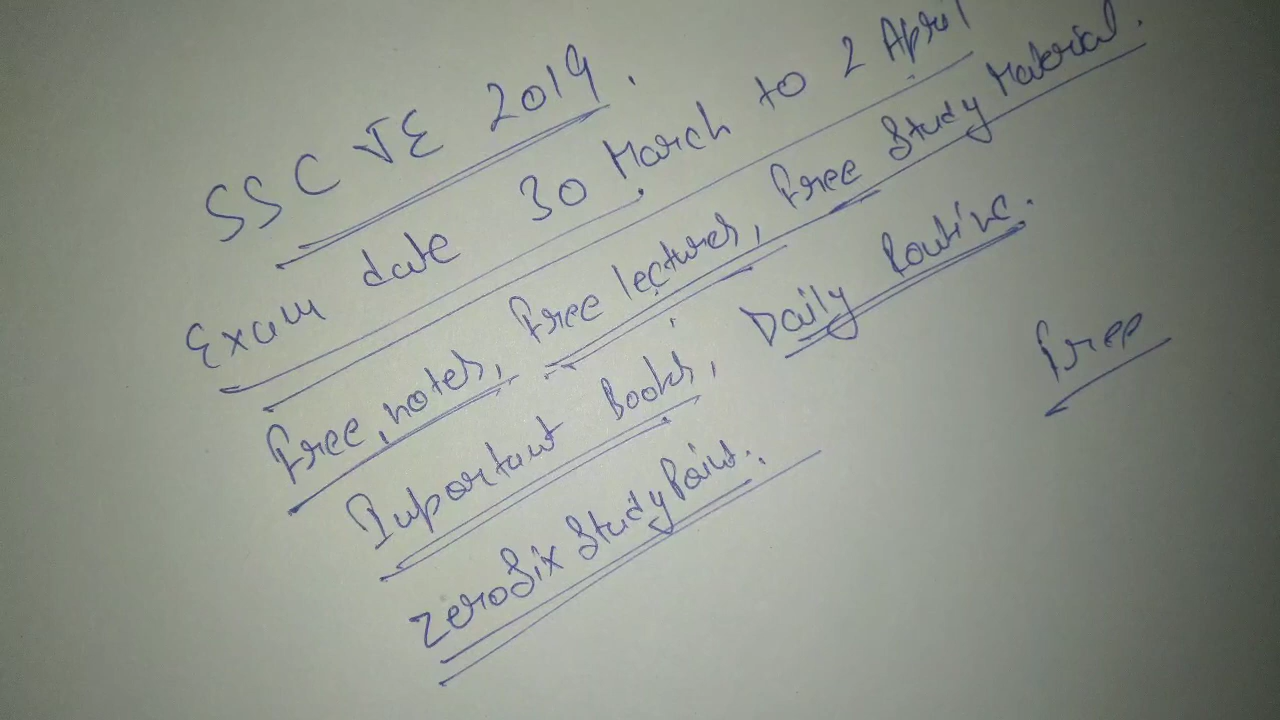 SSC JE 2019.
Exam date 30 March to 2 April
Free notes, Free lectures, Free Study Material.
Important Books, Daily Routine.
Free
ZeroSix Study Point.